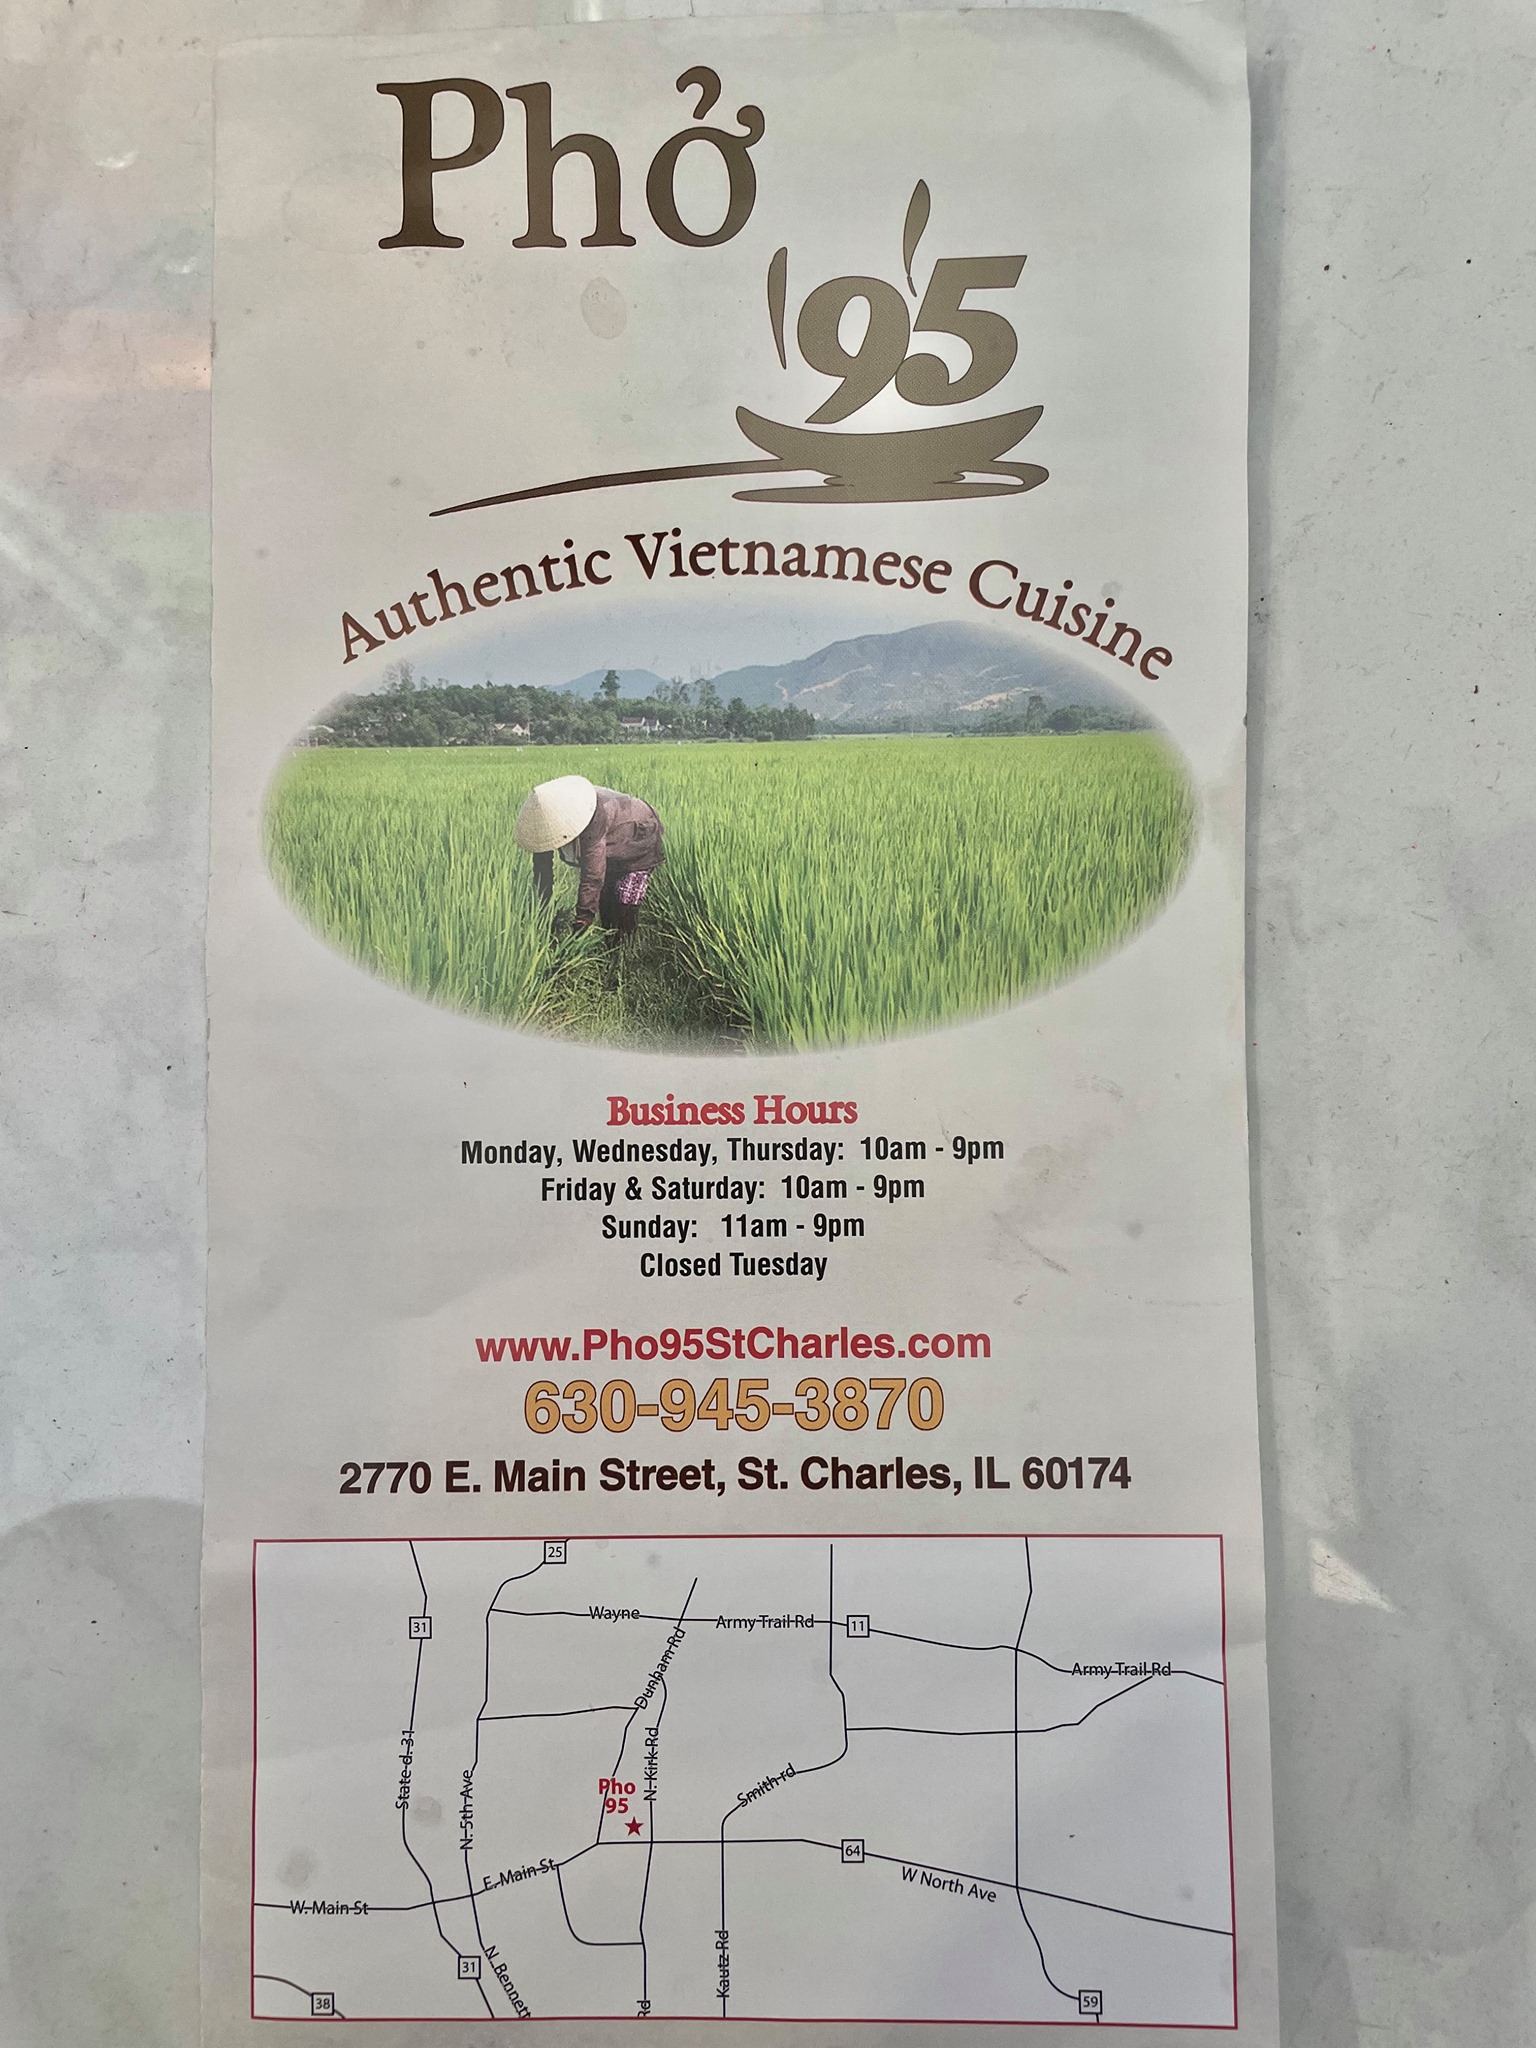 Phở
'95
Authentic Vietnamese Cuisine
Business Hours
Monday, Wednesday, Thursday: 10am - 9pm
Friday & Saturday: 10am - 9pm
Sunday: 11am - 9pm
Closed Tuesday
www.Pho95StCharles.com
630-945-3870
2770 E. Main Street, St. Charles, IL 60174
25
31
Wayne
Army Trail Rd
11
Army Trail Rd
Dunham Rd
State d. 31
N. 5th Ave
N. Kirk Rd
Pho
95
Smith rd
64
W North Ave
E. Main St.
W. Main St
31
N. Bennett
Rd
Kautz Rd
38
59